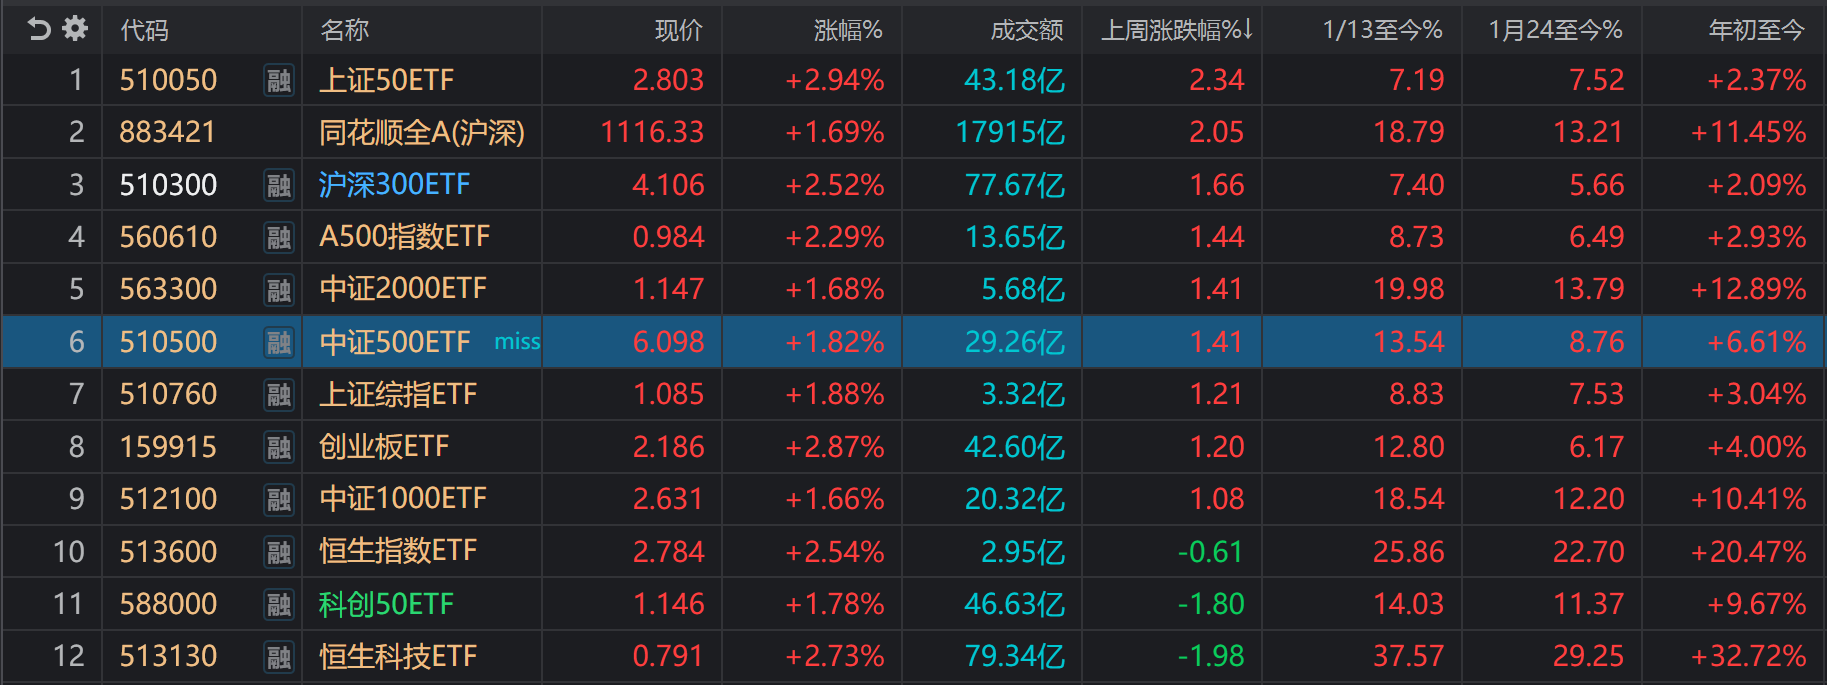 代码 名称 现价 涨幅% 成交额 上周涨跌幅%↓ 1/13至今% 1月24至今% 年初至今
1 510050 融 上证50ETF 2.803 +2.94% 43.18亿 2.34 7.19 7.52 +2.37%
2 883421 同花顺全A(沪深) 1116.33 +1.69% 17915亿 2.05 18.79 13.21 +11.45%
3 510300 融 沪深300ETF 4.106 +2.52% 77.67亿 1.66 7.40 5.66 +2.09%
4 560610 融 A500指数ETF 0.984 +2.29% 13.65亿 1.44 8.73 6.49 +2.93%
5 563300 融 中证2000ETF 1.147 +1.68% 5.68亿 1.41 19.98 13.79 +12.89%
6 510500 融 中证500ETF miss 6.098 +1.82% 29.26亿 1.41 13.54 8.76 +6.61%
7 510760 融 上证综指ETF 1.085 +1.88% 3.32亿 1.21 8.83 7.53 +3.04%
8 159915 融 创业板ETF 2.186 +2.87% 42.60亿 1.20 12.80 6.17 +4.00%
9 512100 融 中证1000ETF 2.631 +1.66% 20.32亿 1.08 18.54 12.20 +10.41%
10 513600 融 恒生指数ETF 2.784 +2.54% 2.95亿 -0.61 25.86 22.70 +20.47%
11 588000 融 科创50ETF 1.146 +1.78% 46.63亿 -1.80 14.03 11.37 +9.67%
12 513130 融 恒生科技ETF 0.791 +2.73% 79.34亿 -1.98 37.57 29.25 +32.72%